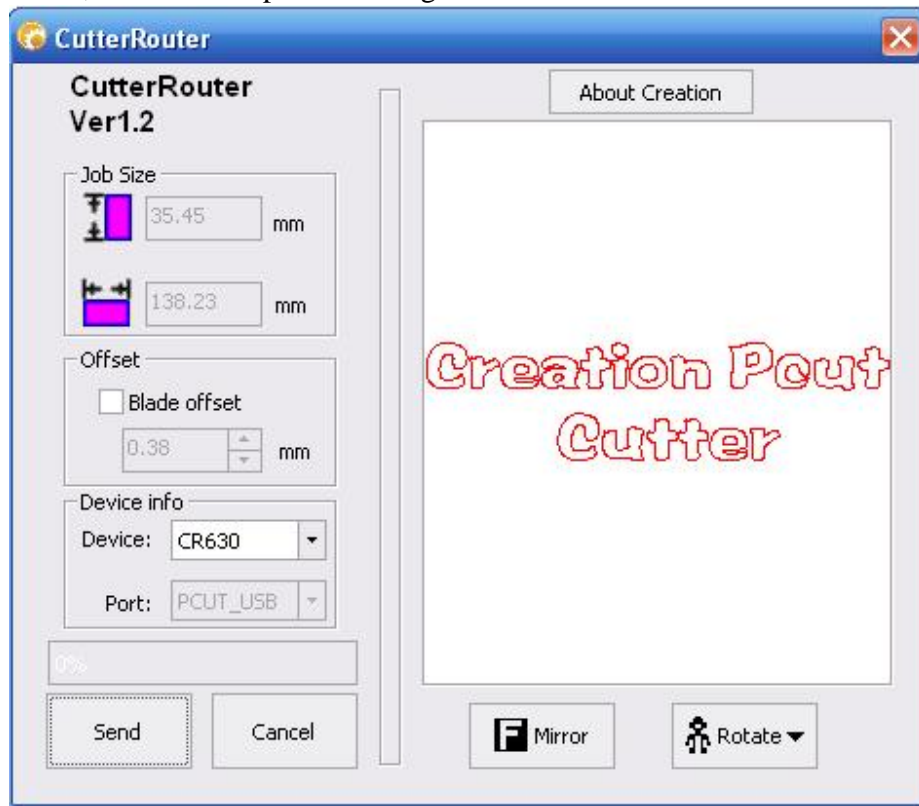 CutterRouter
CutterRouter
Ver1.2
Job Size
35.45 mm
138.23 mm
Offset
Blade offset
0.38 mm
Device info
Device: CR630
Port: PCUT_USB
0%
Send Cancel
About Creation
Creation Pcut
Cutter
F Mirror Rotate